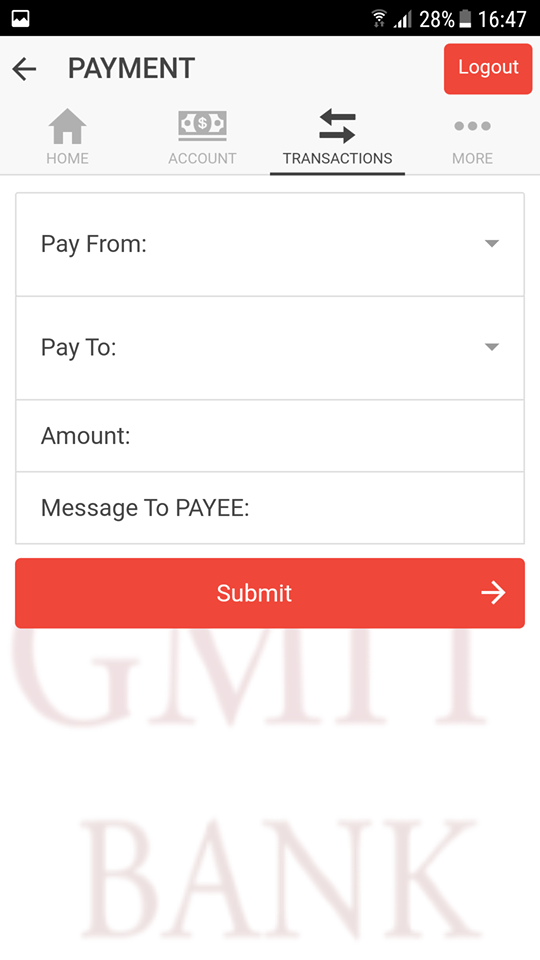 28% 16:47
PAYMENT Logout
HOME ACCOUNT TRANSACTIONS MORE
Pay From:
Pay To:
Amount:
Message To PAYEE:
Submit
GMIT
BANK